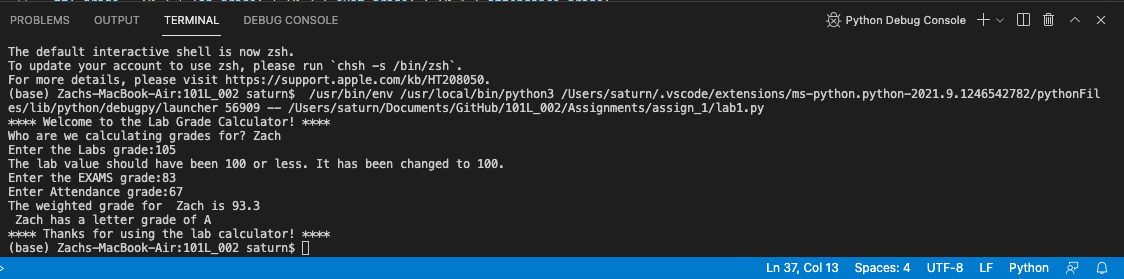 PROBLEMS OUTPUT TERMINAL DEBUG CONSOLE Python Debug Console
The default interactive shell is now zsh.
To update your account to use zsh, please run `chsh -s /bin/zsh`.
For more details, please visit https://support.apple.com/kb/HT208050.
(base) Zachs-MacBook-Air:101L_002 saturn$  /usr/bin/env /usr/local/bin/python3 /Users/saturn/.vscode/extensions/ms-python.python-2021.9.1246542782/pythonFil
es/lib/python/debugpy/launcher 56909 -- /Users/saturn/Documents/GitHub/101L_002/Assignments/assign_1/lab1.py
**** Welcome to the Lab Grade Calculator! ****
Who are we calculating grades for? Zach
Enter the Labs grade:105
The lab value should have been 100 or less. It has been changed to 100.
Enter the EXAMS grade:83
Enter Attendance grade:67
The weighted grade for  Zach is 93.3
 Zach has a letter grade of A
**** Thanks for using the lab calculator! ****
(base) Zachs-MacBook-Air:101L_002 saturn$
Ln 37, Col 13 Spaces: 4 UTF-8 LF Python